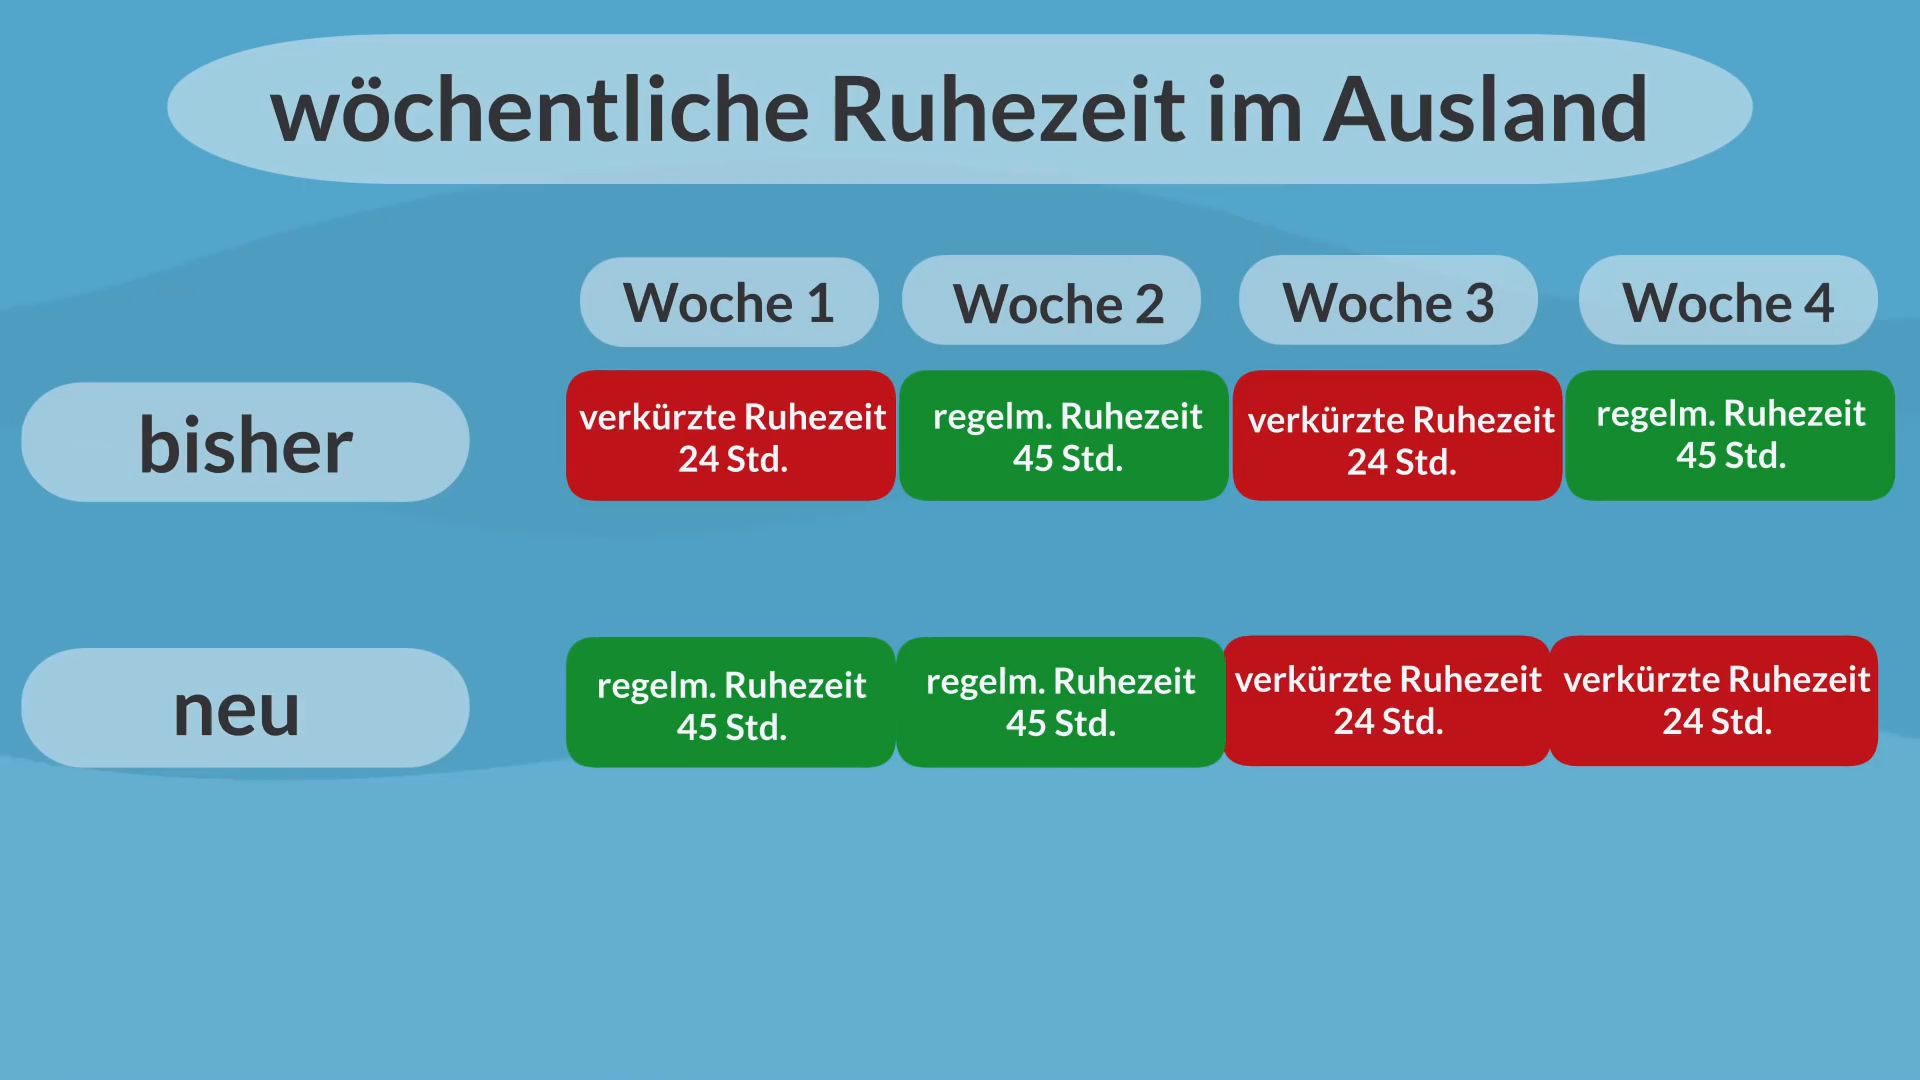 wöchentliche Ruhezeit im Ausland
Woche 1 Woche 2 Woche 3 Woche 4
bisher
verkürzte Ruhezeit
24 Std.
regelm. Ruhezeit
45 Std.
verkürzte Ruhezeit
24 Std.
regelm. Ruhezeit
45 Std.
neu
regelm. Ruhezeit
45 Std.
regelm. Ruhezeit
45 Std.
verkürzte Ruhezeit
24 Std.
verkürzte Ruhezeit
24 Std.